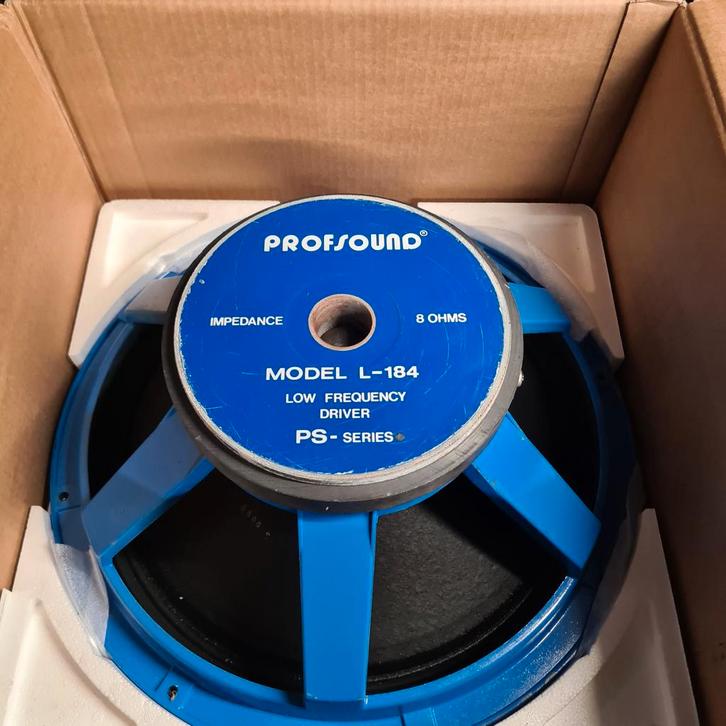 PROFSOUND®
IMPEDANCE 8 OHMS
MODEL L-184
LOW FREQUENCY
DRIVER
PS- SERIES